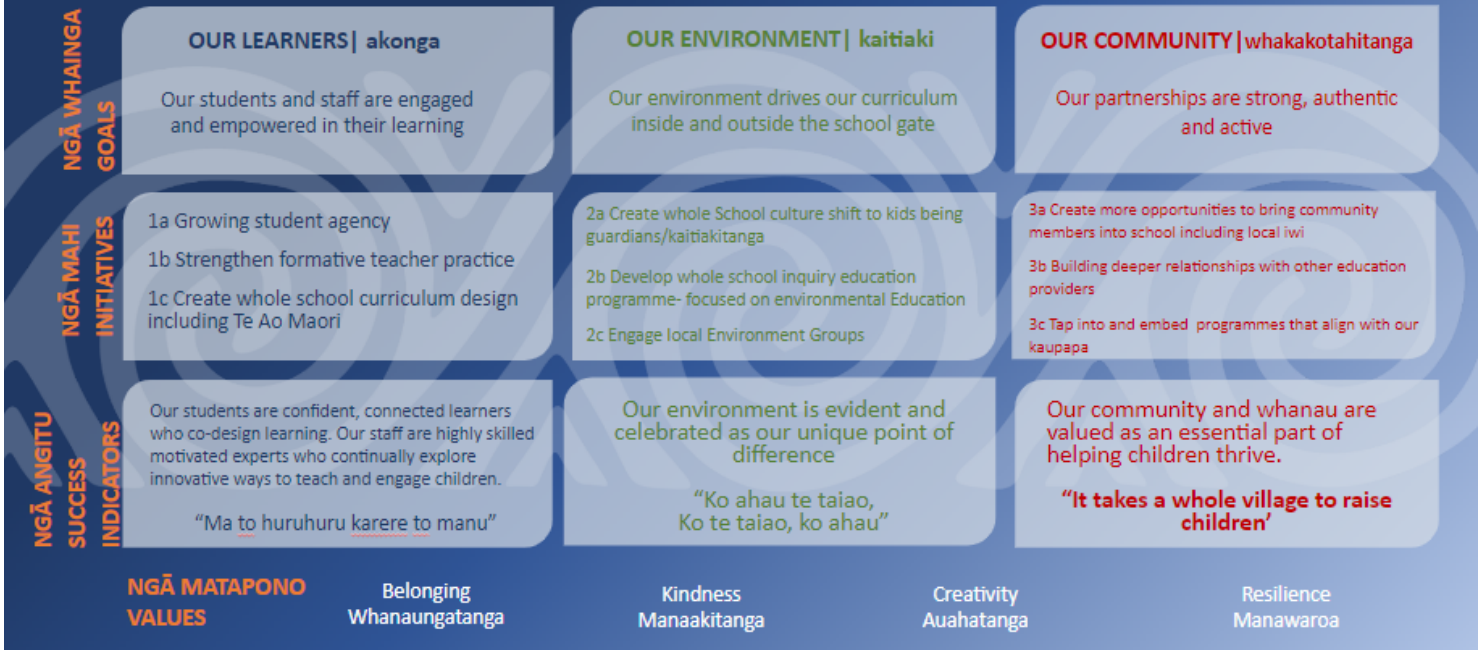 NGĀ WHAINGA
GOALS
OUR LEARNERS| akonga
Our students and staff are engaged
and empowered in their learning
OUR ENVIRONMENT| kaitiaki
Our environment drives our curriculum
inside and outside the school gate
OUR COMMUNITY|whakakotahitanga
Our partnerships are strong, authentic
and active
NGĀ MAHI
INITIATIVES
1a Growing student agency
1b Strengthen formative teacher practice
1c Create whole school curriculum design
including Te Ao Maori
2a Create whole School culture shift to kids being
guardians/kaitiakitanga
2b Develop whole school inquiry education
programme- focused on environmental Education
2c Engage local Environment Groups
3a Create more opportunities to bring community
members into school including local iwi
3b Building deeper relationships with other education
providers
3c Tap into and embed programmes that align with our
kaupapa
NGĀ ANGITU
SUCCESS
INDICATORS
Our students are confident, connected learners
who co-design learning. Our staff are highly skilled
motivated experts who continually explore
innovative ways to teach and engage children.
“Ma to huruhuru karere to manu”
Our environment is evident and
celebrated as our unique point of
difference
“Ko ahau te taiao,
Ko te taiao, ko ahau”
Our community and whanau are
valued as an essential part of
helping children thrive.
“It takes a whole village to raise
children’
NGĀ MATAPONO
VALUES
Belonging
Whanaungatanga
Kindness
Manaakitanga
Creativity
Auahatanga
Resilience
Manawaroa